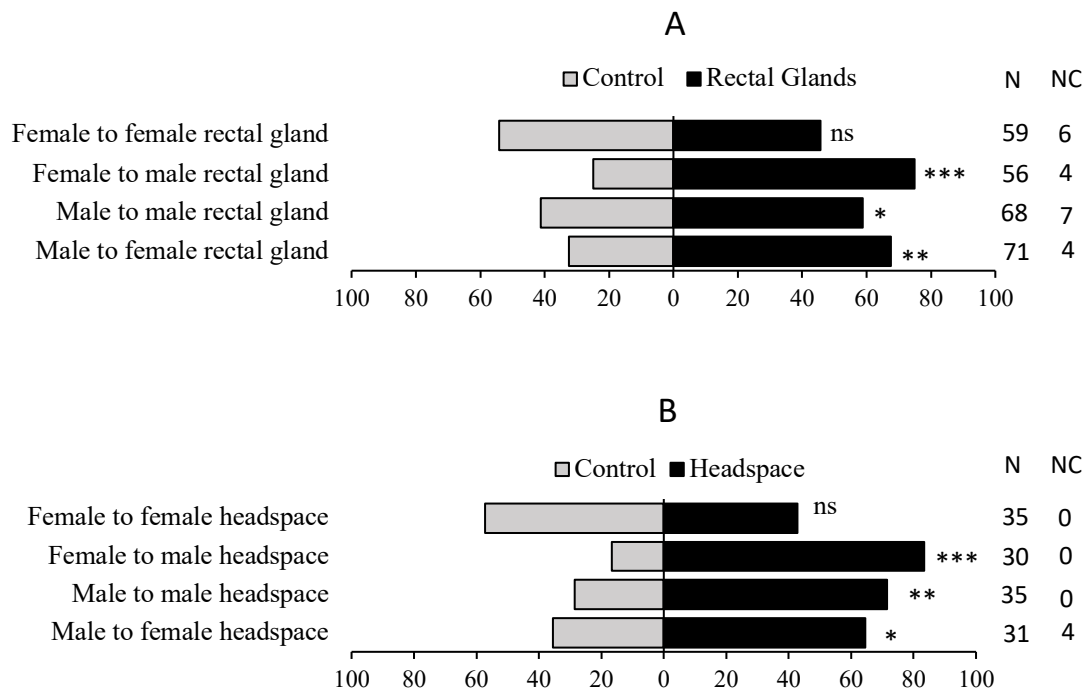 A
Control Rectal Glands N NC
Female to female rectal gland ns 59 6
Female to male rectal gland *** 56 4
Male to male rectal gland * 68 7
Male to female rectal gland ** 71 4
100 80 60 40 20 0 20 40 60 80 100
B
Control Headspace N NC
Female to female headspace ns 35 0
Female to male headspace *** 30 0
Male to male headspace ** 35 0
Male to female headspace * 31 4
100 80 60 40 20 0 20 40 60 80 100